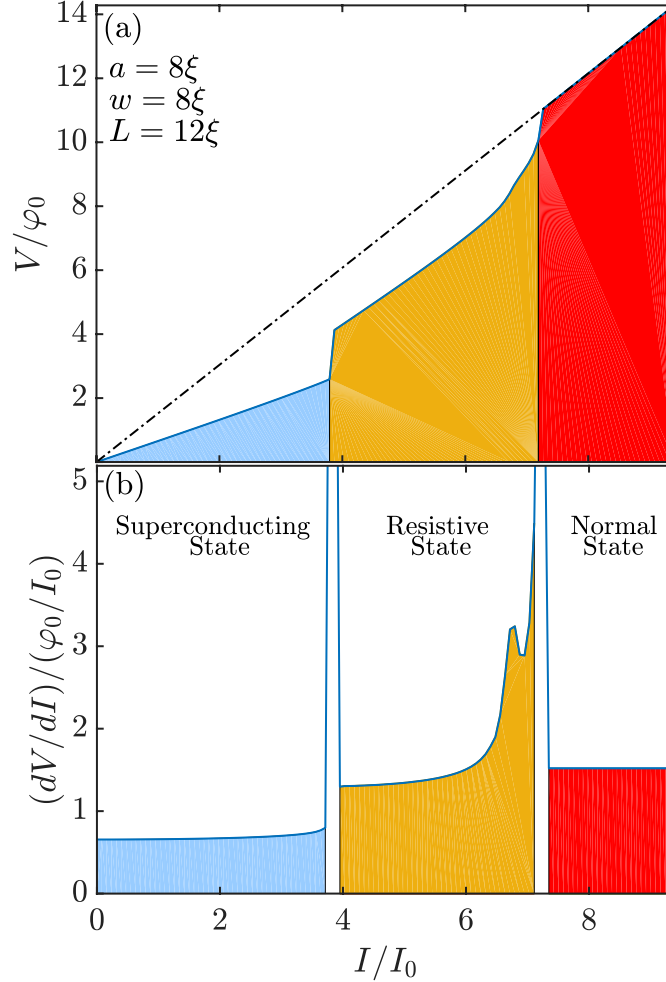 (a)
a = 8ξ
w = 8ξ
L = 12ξ
14
12
10
8
6
4
2
V/φ₀
(b)
Superconducting
State
Resistive
State
Normal
State
5
4
3
2
1
0
(dV/dI)/(φ₀/I₀)
0 2 4 6 8
I/I₀